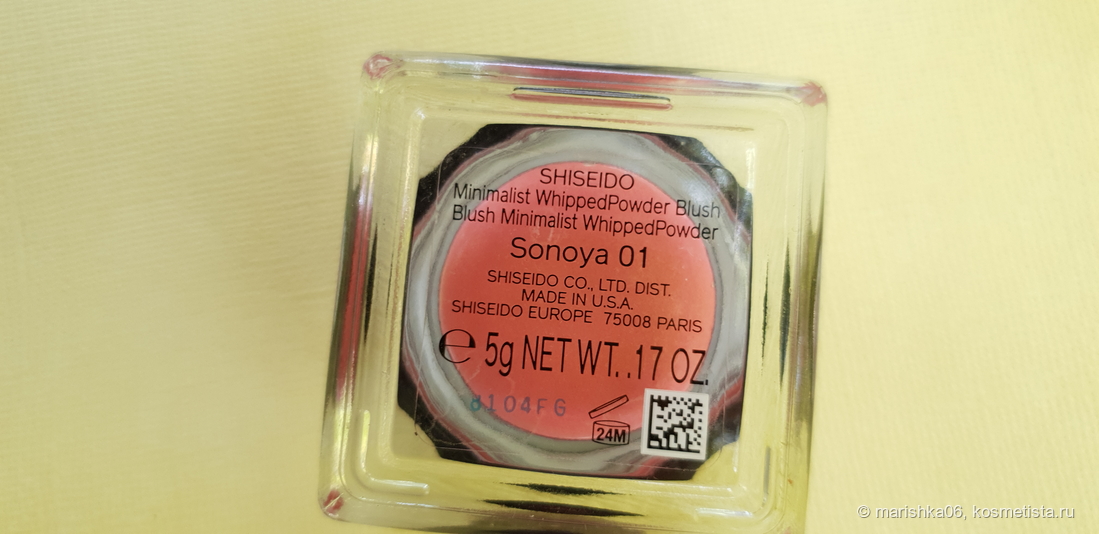 SHISEIDO
Minimalist WhippedPowder Blush
Blush Minimalist WhippedPowder
Sonoya 01
SHISEIDO CO., LTD. DIST.
MADE IN U.S.A.
SHISEIDO EUROPE 75008 PARIS
℮ 5g NET WT. .17 OZ.
8104FG
24M
© marishka06, kosmetista.ru